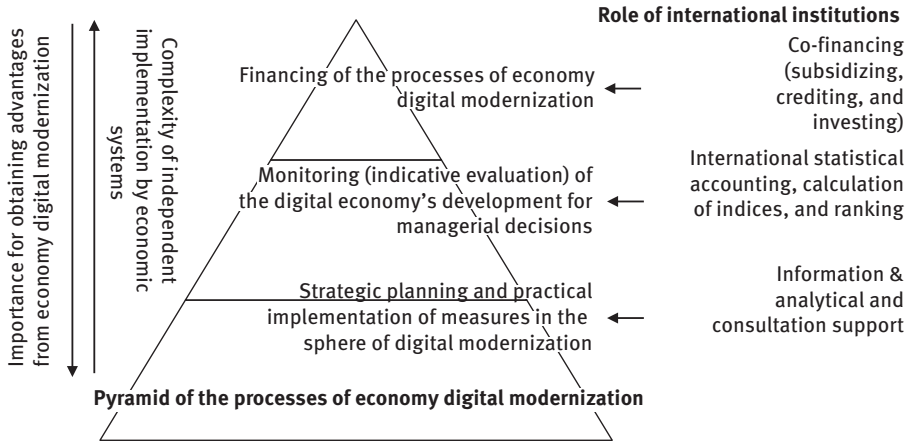 Importance for obtaining advantages
from economy digital modernization
Complexity of independent
implementation by economic
systems
Role of international institutions
Financing of the processes of economy
digital modernization
Co-financing
(subsidizing,
crediting, and
investing)
Monitoring (indicative evaluation) of
the digital economy’s development for
managerial decisions
International statistical
accounting, calculation
of indices, and ranking
Strategic planning and practical
implementation of measures in the
sphere of digital modernization
Information &
analytical and
consultation support
Pyramid of the processes of economy digital modernization